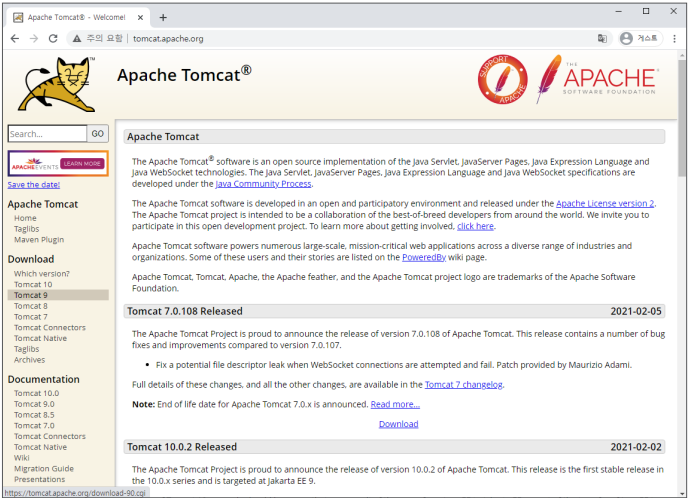 Apache Tomcat® - Welcome!
주의 요함 | tomcat.apache.org
게스트
TM
Apache Tomcat®
SUPPORT
APACHE
THE
APACHE®
SOFTWARE FOUNDATION
Search...
GO
APACHEEVENTS LEARN MORE
Save the date!
Apache Tomcat
Home
Taglibs
Maven Plugin
Download
Which version?
Tomcat 10
Tomcat 9
Tomcat 8
Tomcat 7
Tomcat Connectors
Tomcat Native
Taglibs
Archives
Documentation
Tomcat 10.0
Tomcat 9.0
Tomcat 8.5
Tomcat 7.0
Tomcat Connectors
Tomcat Native
Wiki
Migration Guide
Presentations
https://tomcat.apache.org/download-90.cgi
Apache Tomcat
The Apache Tomcat® software is an open source implementation of the Java Servlet, JavaServer Pages, Java Expression Language and
Java WebSocket technologies. The Java Servlet, JavaServer Pages, Java Expression Language and Java WebSocket specifications are
developed under the Java Community Process.
The Apache Tomcat software is developed in an open and participatory environment and released under the Apache License version 2.
The Apache Tomcat project is intended to be a collaboration of the best-of-breed developers from around the world. We invite you to
participate in this open development project. To learn more about getting involved, click here.
Apache Tomcat software powers numerous large-scale, mission-critical web applications across a diverse range of industries and
organizations. Some of these users and their stories are listed on the PoweredBy wiki page.
Apache Tomcat, Tomcat, Apache, the Apache feather, and the Apache Tomcat project logo are trademarks of the Apache Software
Foundation.
Tomcat 7.0.108 Released 2021-02-05
The Apache Tomcat Project is proud to announce the release of version 7.0.108 of Apache Tomcat. This release contains a number of bug
fixes and improvements compared to version 7.0.107.
• Fix a potential file descriptor leak when WebSocket connections are attempted and fail. Patch provided by Maurizio Adami.
Full details of these changes, and all the other changes, are available in the Tomcat 7 changelog.
Note: End of life date for Apache Tomcat 7.0.x is announced. Read more...
Download
Tomcat 10.0.2 Released 2021-02-02
The Apache Tomcat Project is proud to announce the release of version 10.0.2 of Apache Tomcat. This release is the first stable release in
the 10.0.x series and is targeted at Jakarta EE 9.